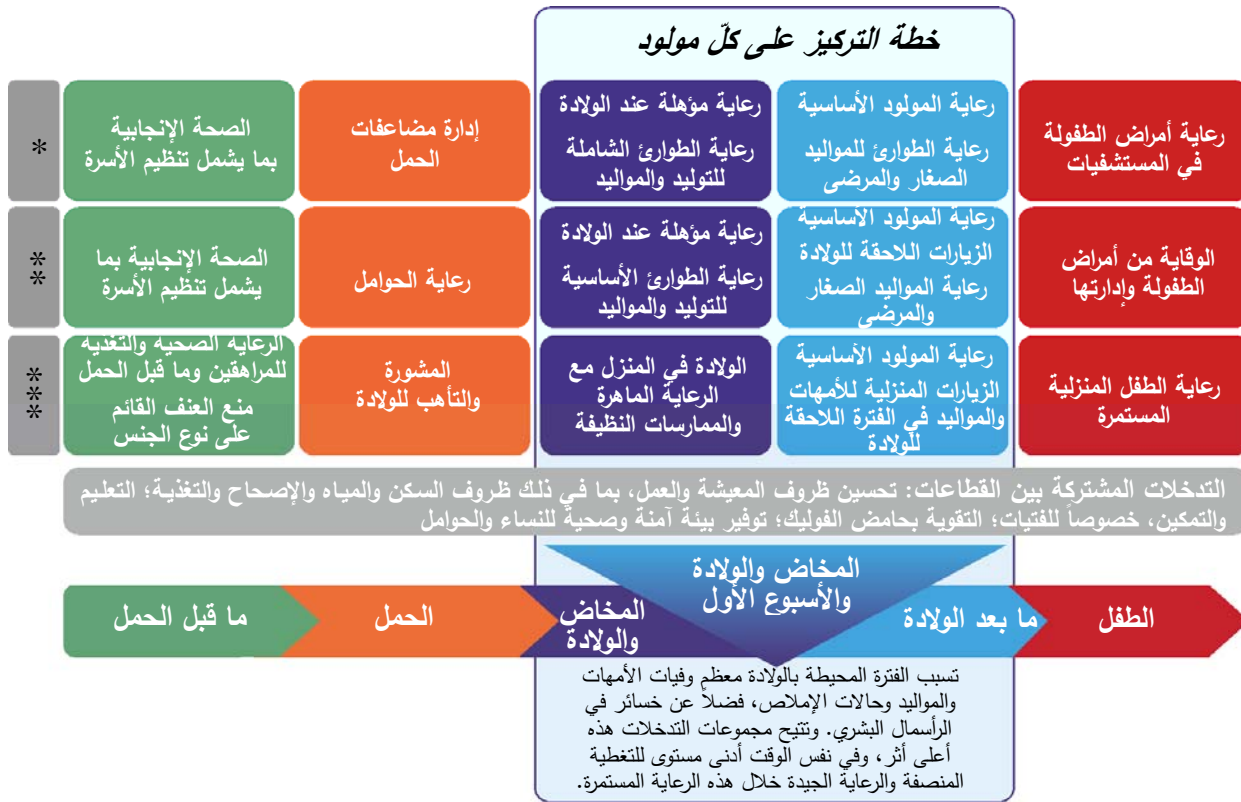 خطة التركيز على كلّ مولود
*
الصحة الإنجابية
بما يشمل تنظيم الأسرة
إدارة مضاعفات
الحمل
رعاية مؤهلة عند الولادة
رعاية الطوارئ الشاملة
للتوليد والمواليد
رعاية المولود الأساسية
رعاية الطوارئ للمواليد
الصغار والمرضى
رعاية أمراض الطفولة
في المستشفيات
**
الصحة الإنجابية بما
يشمل تنظيم الأسرة
رعاية الحوامل
رعاية مؤهلة عند الولادة
رعاية الطوارئ الأساسية
للتوليد والمواليد
رعاية المولود الأساسية
الزيارات اللاحقة للولادة
رعاية المواليد الصغار
والمرضى
الوقاية من أمراض
الطفولة وإدارتها
***
الرعاية الصحية والتغذية
للمراهقين وما قبل الحمل
منع العنف القائم
على نوع الجنس
المشورة
والتأهب للولادة
الولادة في المنزل مع
الرعاية الماهرة
والممارسات النظيفة
رعاية المولود الأساسية
الزيارات المنزلية للأمهات
والمواليد في الفترة اللاحقة
للولادة
رعاية الطفل المنزلية
المستمرة
التدخلات المشتركة بين القطاعات: تحسين ظروف المعيشة والعمل، بما في ذلك ظروف السكن والمياه والإصحاح والتغذية؛ التعليم
والتمكين، خصوصاً للفتيات؛ التقوية بحامض الفوليك؛ توفير بيئة آمنة وصحية للنساء والحوامل
المخاض والولادة
والأسبوع الأول
ما قبل الحمل
الحمل
المخاض
والولادة
ما بعد الولادة
الطفل
تسبب الفترة المحيطة بالولادة معظم وفيات الأمهات
والمواليد وحالات الإملاص، فضلاً عن خسائر في
الرأسمال البشري. وتتيح مجموعات التدخلات هذه
أعلى أثر، وفي نفس الوقت أدنى مستوى للتغطية
المنصفة والرعاية الجيدة خلال هذه الرعاية المستمرة.